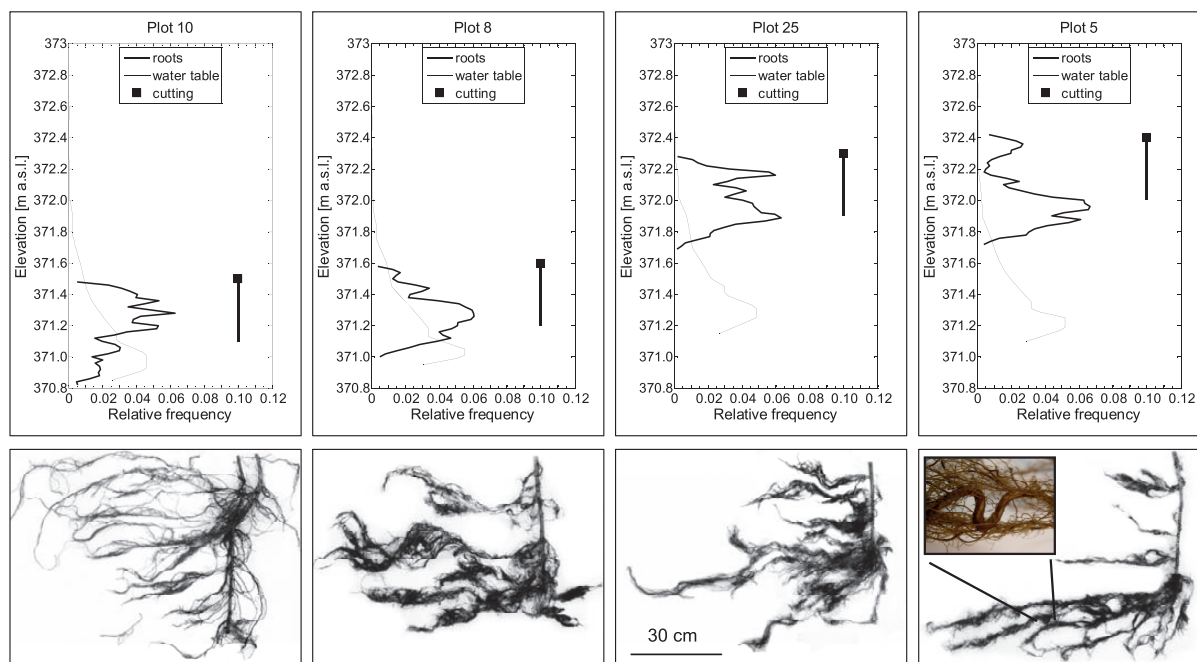 Plot 10
373
372.8
372.6
372.4
372.2
372.0
371.8
371.6
371.4
371.2
371.0
370.8
Elevation [m a.s.l.]
roots
water table
cutting
0 0.02 0.04 0.06 0.08 0.10 0.12
Relative frequency
Plot 8
373
372.8
372.6
372.4
372.2
372.0
371.8
371.6
371.4
371.2
371.0
370.8
Elevation [m a.s.l.]
roots
water table
cutting
0 0.02 0.04 0.06 0.08 0.10 0.12
Relative frequency
Plot 25
373
372.8
372.6
372.4
372.2
372.0
371.8
371.6
371.4
371.2
371.0
370.8
Elevation [m a.s.l.]
roots
water table
cutting
0 0.02 0.04 0.06 0.08 0.10 0.12
Relative frequency
Plot 5
373
372.8
372.6
372.4
372.2
372.0
371.8
371.6
371.4
371.2
371.0
370.8
Elevation [m a.s.l.]
roots
water table
cutting
0 0.02 0.04 0.06 0.08 0.10 0.12
Relative frequency
30 cm